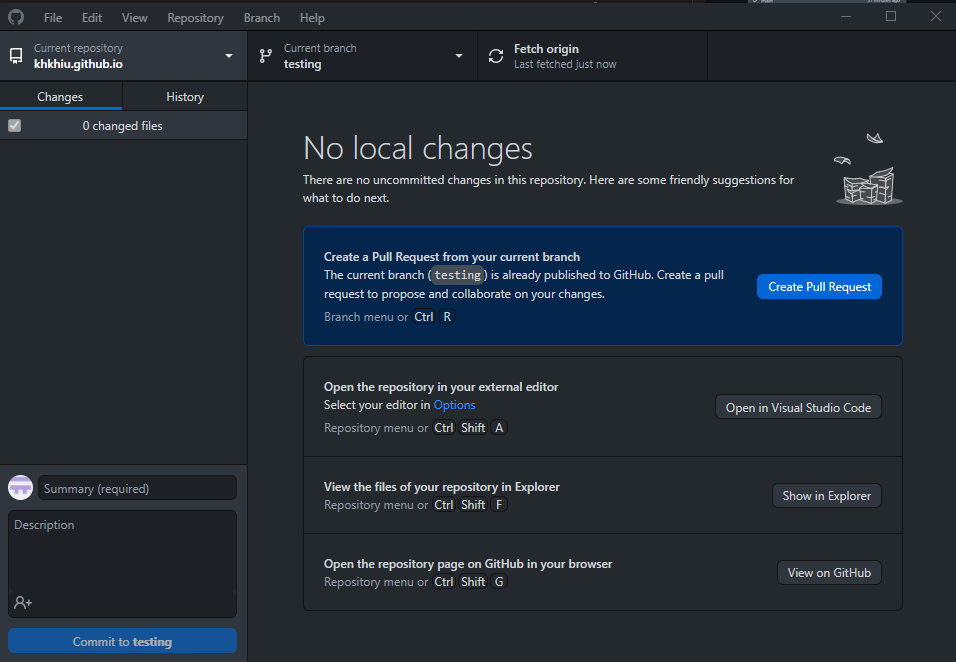 File Edit View Repository Branch Help
Current repository
khkhiu.github.io
Current branch
testing
Fetch origin
Last fetched just now
Changes History
0 changed files
No local changes
There are no uncommitted changes in this repository. Here are some friendly suggestions for
what to do next.
Create a Pull Request from your current branch
The current branch (testing) is already published to GitHub. Create a pull
request to propose and collaborate on your changes.
Branch menu or Ctrl R
Create Pull Request
Open the repository in your external editor
Select your editor in Options
Repository menu or Ctrl Shift A
Open in Visual Studio Code
View the files of your repository in Explorer
Repository menu or Ctrl Shift F
Show in Explorer
Open the repository page on GitHub in your browser
Repository menu or Ctrl Shift G
View on GitHub
Summary (required)
Description
Commit to testing